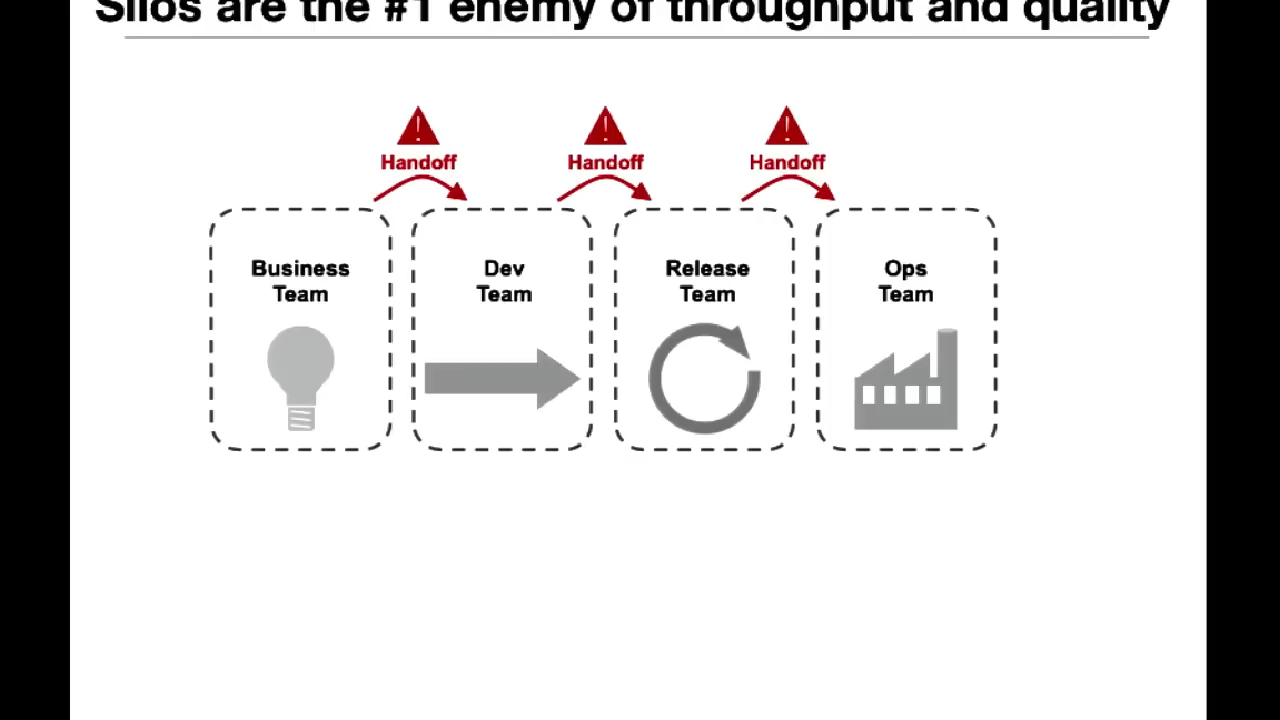 Silos are the #1 enemy of throughput and quality
Handoff
Handoff
Handoff
Business
Team
Dev
Team
Release
Team
Ops
Team